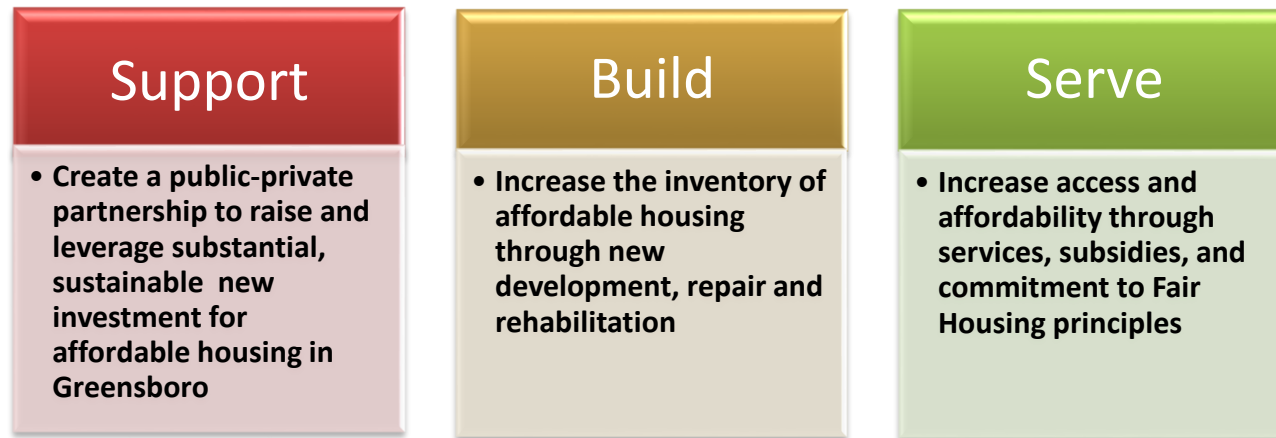 Support
• Create a public-private
partnership to raise and
leverage substantial,
sustainable  new
investment for
affordable housing in
Greensboro
Build
• Increase the inventory of
affordable housing
through new
development, repair and
rehabilitation
Serve
• Increase access and
affordability through
services, subsidies, and
commitment to Fair
Housing principles